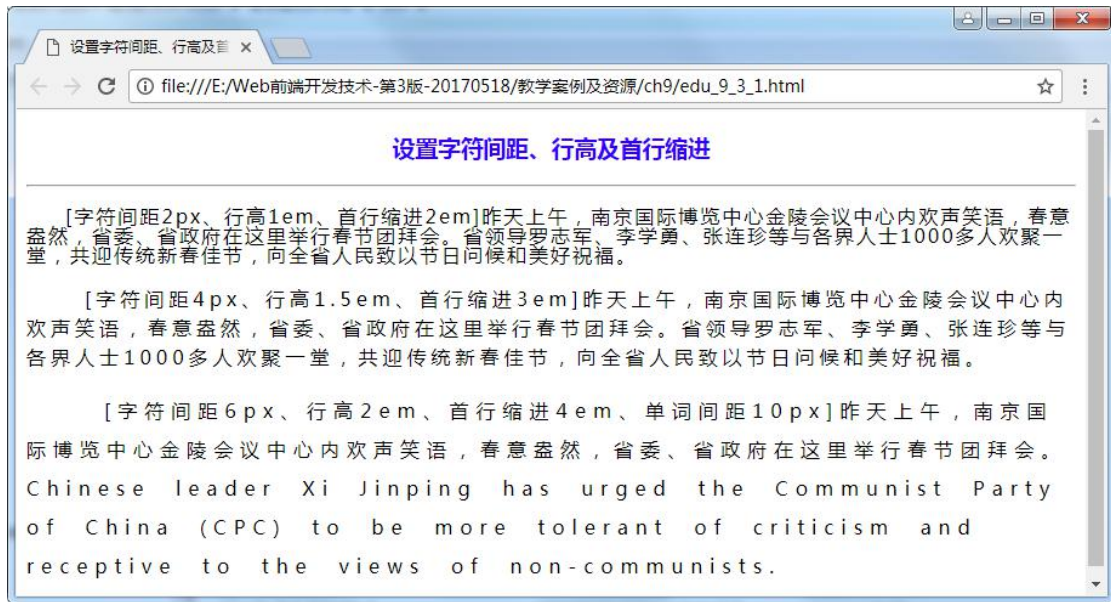 设置字符间距、行高及首
file:///E:/Web前端开发技术-第3版-20170518/教学案例及资源/ch9/edu_9_3_1.html
设置字符间距、行高及首行缩进
[字符间距2px、行高1em、首行缩进2em]昨天上午，南京国际博览中心金陵会议中心内欢声笑语，春意
盎然，省委、省政府在这里举行春节团拜会。省领导罗志军、李学勇、张连珍等与各界人士1000多人欢聚一
堂，共迎传统新春佳节，向全省人民致以节日问候和美好祝福。
[字符间距4px、行高1.5em、首行缩进3em]昨天上午，南京国际博览中心金陵会议中心内
欢声笑语，春意盎然，省委、省政府在这里举行春节团拜会。省领导罗志军、李学勇、张连珍等与
各界人士1000多人欢聚一堂，共迎传统新春佳节，向全省人民致以节日问候和美好祝福。
[字符间距6px、行高2em、首行缩进4em、单词间距10px]昨天上午，南京国
际博览中心金陵会议中心内欢声笑语，春意盎然，省委、省政府在这里举行春节团拜会。
Chinese leader Xi Jinping has urged the Communist Party
of China (CPC) to be more tolerant of criticism and
receptive to the views of non-communists.